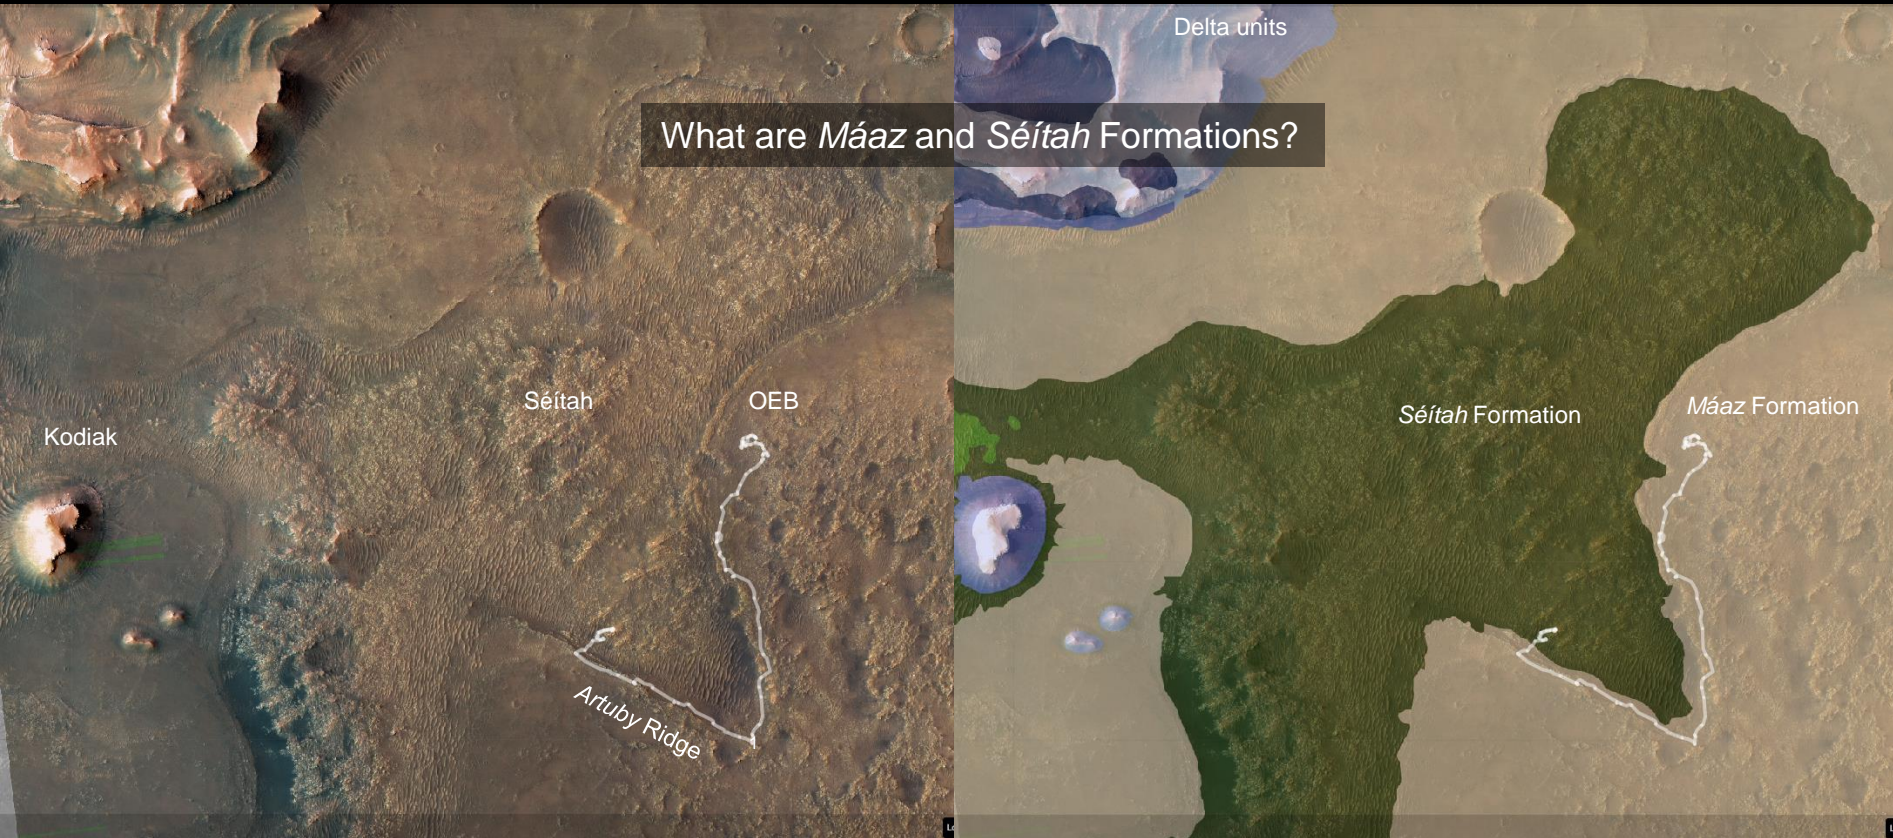 Delta units
What are Máaz and Séítah Formations?
Séítah
OEB
Kodiak
Artuby Ridge
Séítah Formation
Máaz Formation